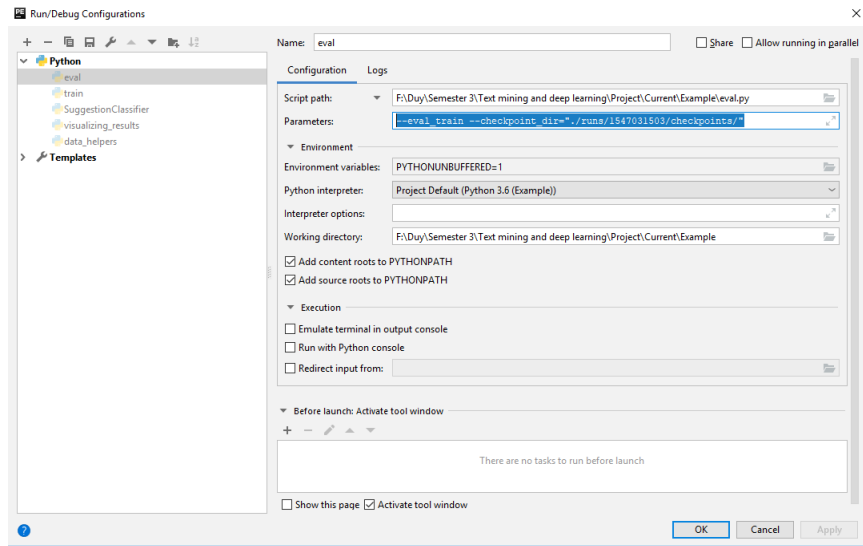 PE Run/Debug Configurations
Python
eval
train
SuggestionClassifier
visualizing_results
data_helpers
Templates
Name: eval
Share Allow running in parallel
Configuration Logs
Script path: F:\Duy\Semester 3\Text mining and deep learning\Project\Current\Example\eval.py
Parameters: --eval_train --checkpoint_dir="./runs/1547031503/checkpoints/"
Environment
Environment variables: PYTHONUNBUFFERED=1
Python interpreter: Project Default (Python 3.6 (Example))
Interpreter options:
Working directory: F:\Duy\Semester 3\Text mining and deep learning\Project\Current\Example
Add content roots to PYTHONPATH
Add source roots to PYTHONPATH
Execution
Emulate terminal in output console
Run with Python console
Redirect input from:
Before launch: Activate tool window
There are no tasks to run before launch
Show this page Activate tool window
? OK Cancel Apply